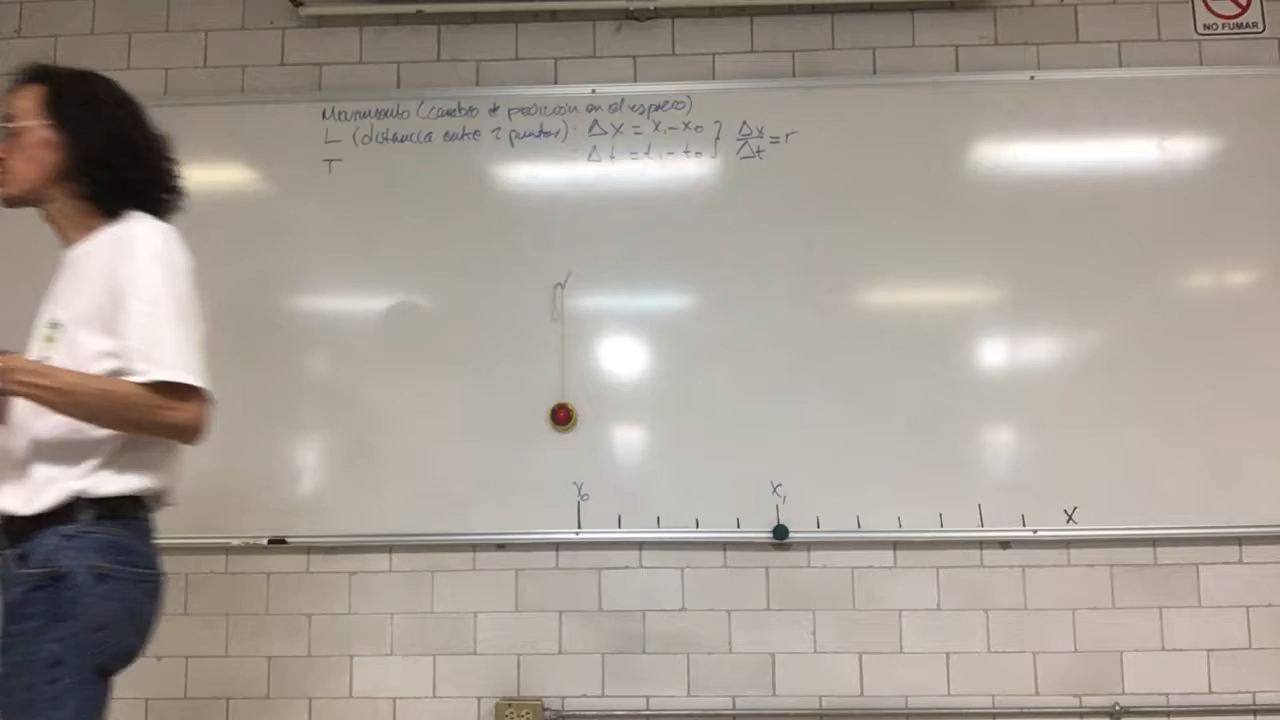 NO FUMAR
Movimiento (cambio de posición en el espacio)
L (distancia entre 2 puntos): Δx = x₁ - x₀ } Δx/Δt = r
T Δt = t₁ - t₀
x₀ x₁ X